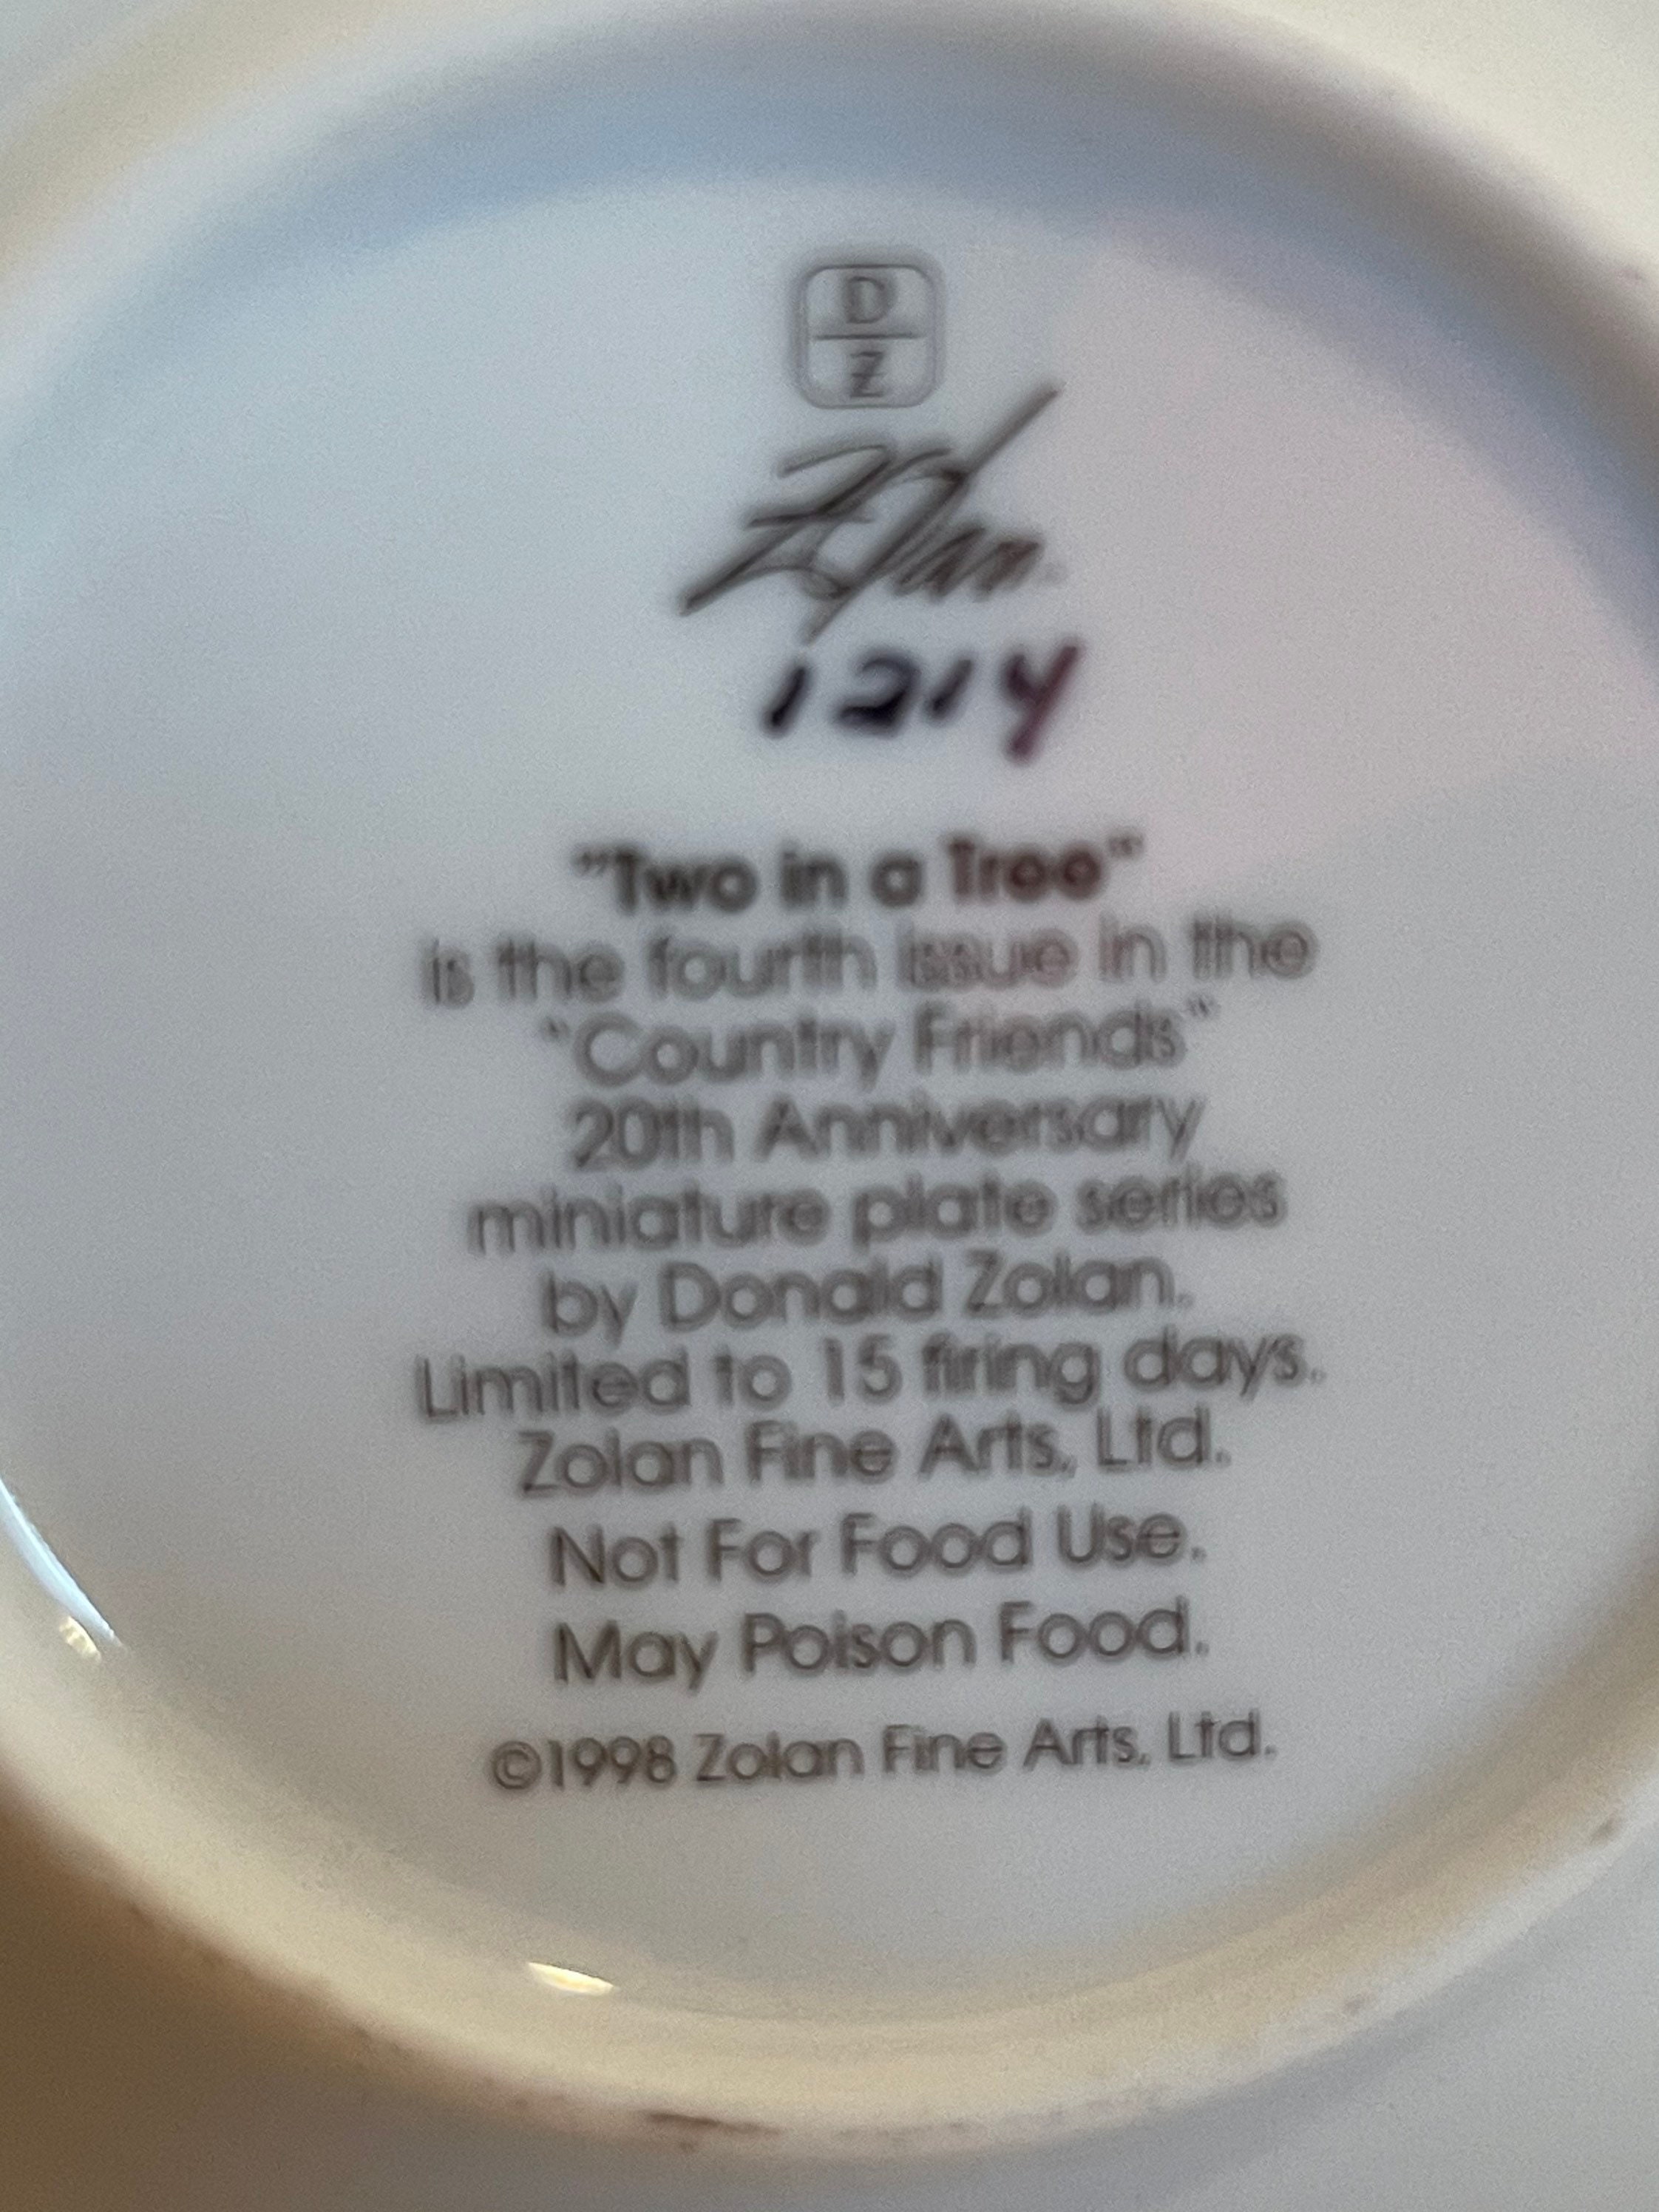 D
Z
Zolan.
1214
"Two in a Tree"
is the fourth issue in the
"Country Friends"
20th Anniversary
miniature plate series
by Donald Zolan.
Limited to 15 firing days.
Zolan Fine Arts, Ltd.
Not For Food Use.
May Poison Food.
©1998 Zolan Fine Arts, Ltd.